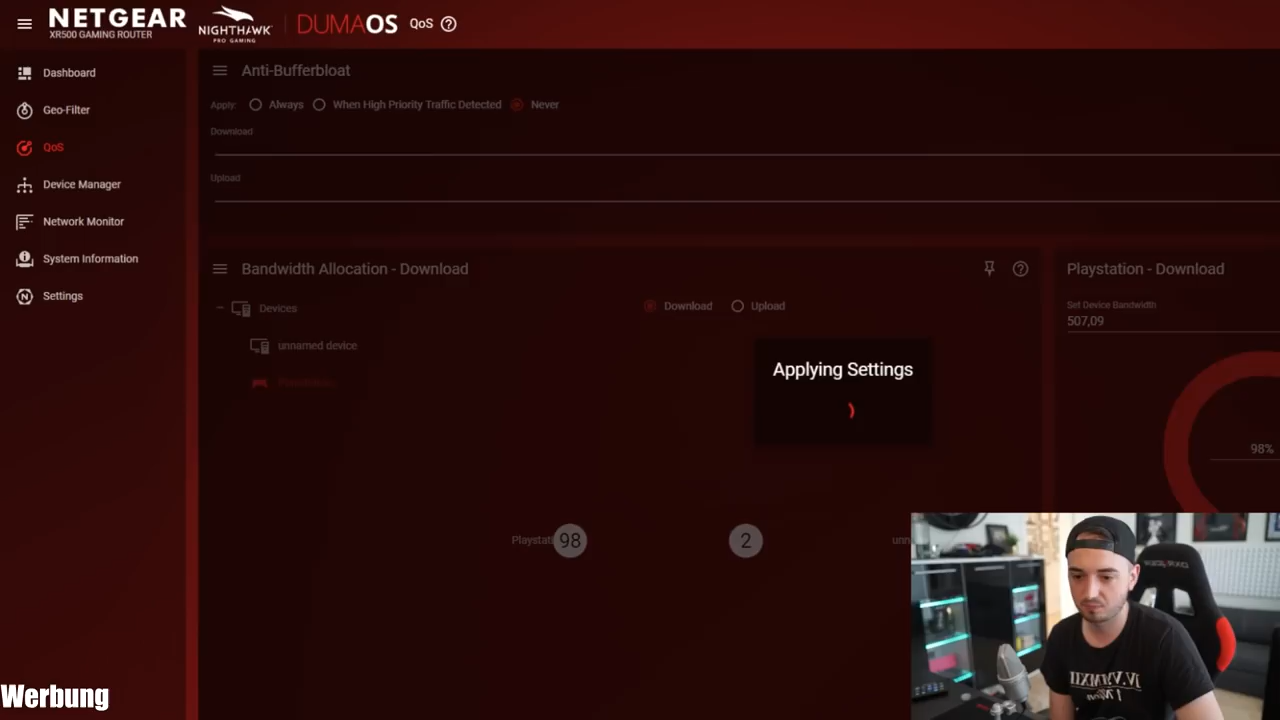 NETGEAR
XR500 GAMING ROUTER
NIGHTHAWK
PRO GAMING
DUMAOS
QoS
Dashboard
Geo-Filter
QoS
Device Manager
Network Monitor
System Information
Settings
Anti-Bufferbloat
Apply: Always When High Priority Traffic Detected Never
Download
Upload
Bandwidth Allocation - Download
Devices
Download Upload
unnamed device
Playstation - Download
Set Device Bandwidth
507,09
98%
Applying Settings
98
2
Werbung